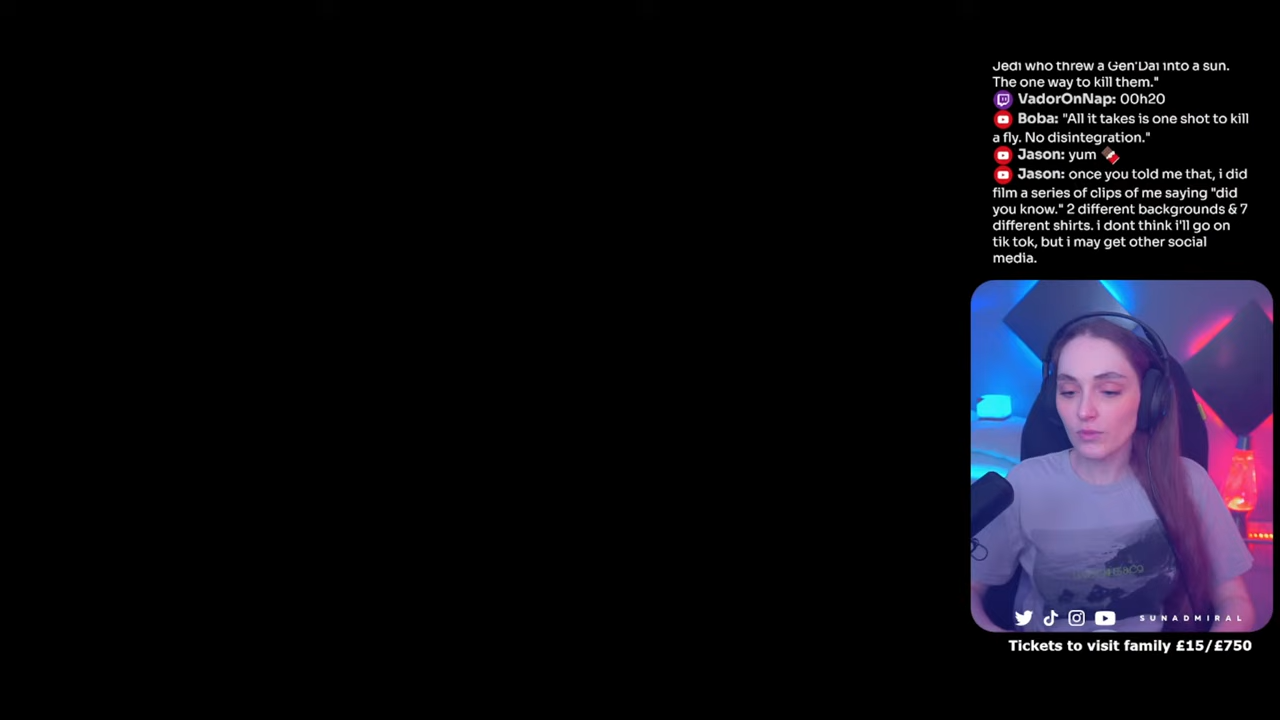 Jedi who threw a Gen'Dai into a sun.
The one way to kill them."
VadorOnNap: 00h20
Boba: "All it takes is one shot to kill
a fly. No disintegration."
Jason: yum
Jason: once you told me that, i did
film a series of clips of me saying "did
you know." 2 different backgrounds & 7
different shirts. i dont think i'll go on
tik tok, but i may get other social
media.
SUNADMIRAL
Tickets to visit family £15/£750